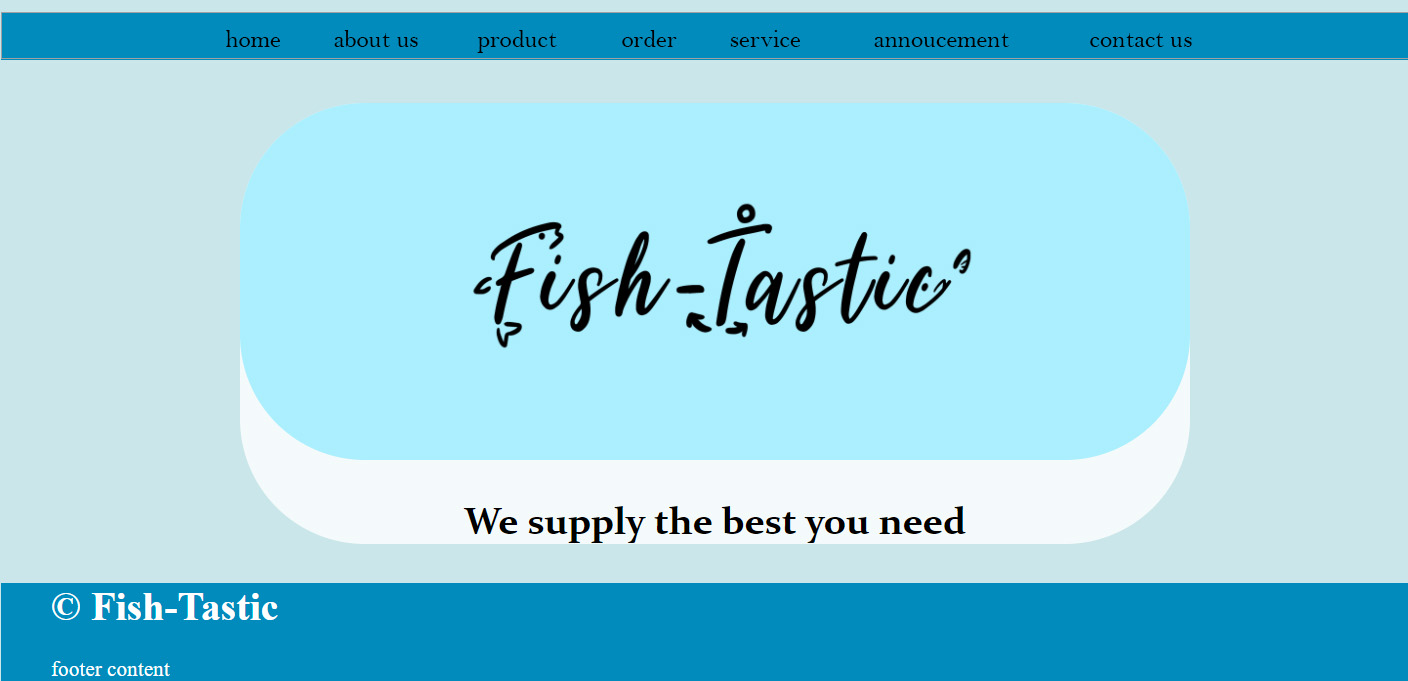 home about us product order service annoucement contact us
Fish-Tastic
We supply the best you need
© Fish-Tastic
footer content